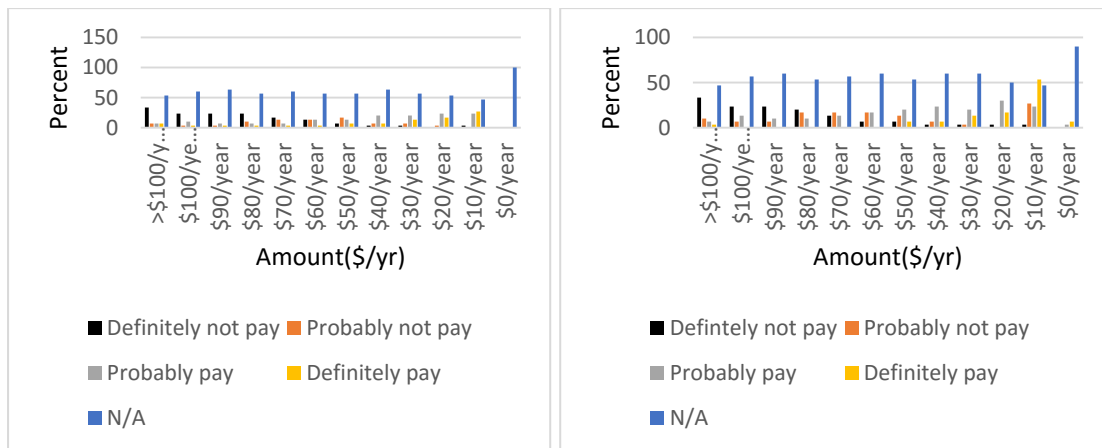 150
100
50
0
Percent
>$100/y…
$100/ye…
$90/year
$80/year
$70/year
$60/year
$50/year
$40/year
$30/year
$20/year
$10/year
$0/year
Amount($/yr)
Definitely not pay
Probably not pay
Probably pay
Definitely pay
N/A
100
50
0
Percent
>$100/y…
$100/ye…
$90/year
$80/year
$70/year
$60/year
$50/year
$40/year
$30/year
$20/year
$10/year
$0/year
Amount($/yr)
Defintely not pay
Probably not pay
Probably pay
Definitely pay
N/A